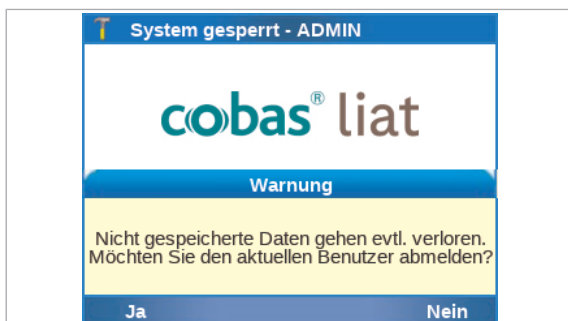 System gesperrt - ADMIN
cobas® liat
Warnung
Nicht gespeicherte Daten gehen evtl. verloren.
Möchten Sie den aktuellen Benutzer abmelden?
Ja Nein